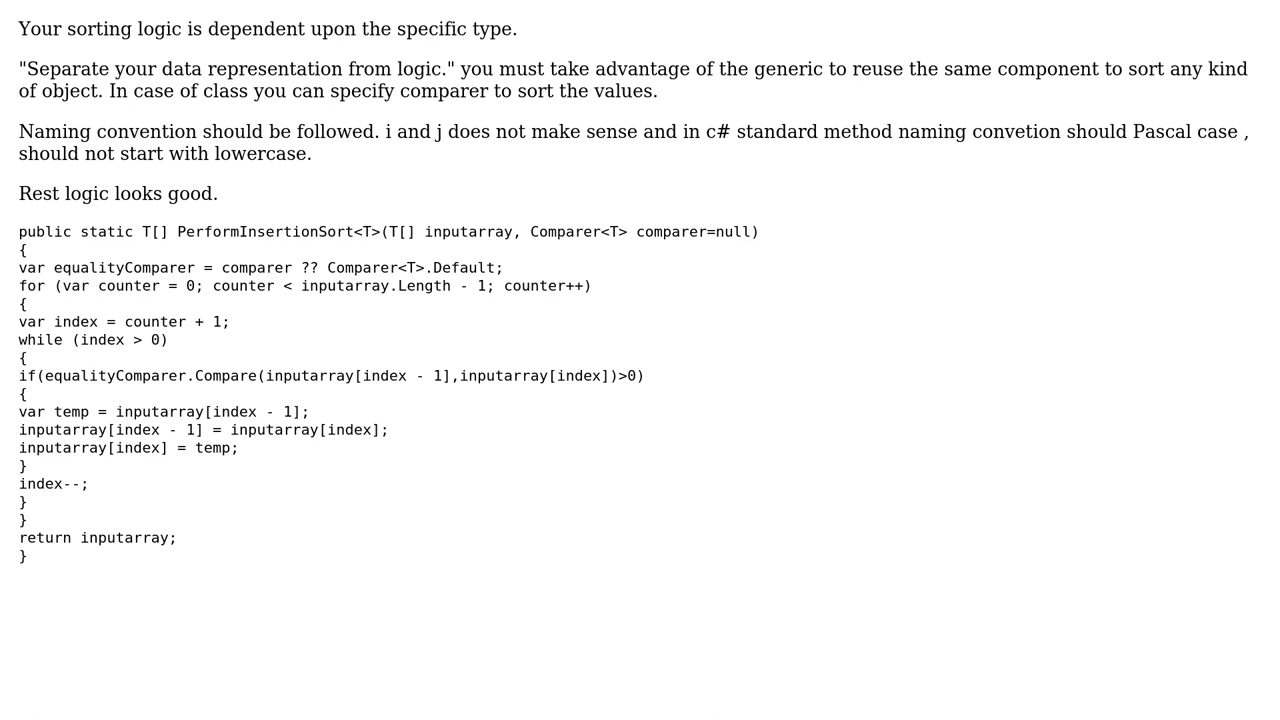 Your sorting logic is dependent upon the specific type.
"Separate your data representation from logic." you must take advantage of the generic to reuse the same component to sort any kind
of object. In case of class you can specify comparer to sort the values.
Naming convention should be followed. i and j does not make sense and in c# standard method naming convetion should Pascal case ,
should not start with lowercase.
Rest logic looks good.
public static T[] PerformInsertionSort<T>(T[] inputarray, Comparer<T> comparer=null)
{
var equalityComparer = comparer ?? Comparer<T>.Default;
for (var counter = 0; counter < inputarray.Length - 1; counter++)
{
var index = counter + 1;
while (index > 0)
{
if(equalityComparer.Compare(inputarray[index - 1],inputarray[index])>0)
{
var temp = inputarray[index - 1];
inputarray[index - 1] = inputarray[index];
inputarray[index] = temp;
}
index--;
}
}
return inputarray;
}